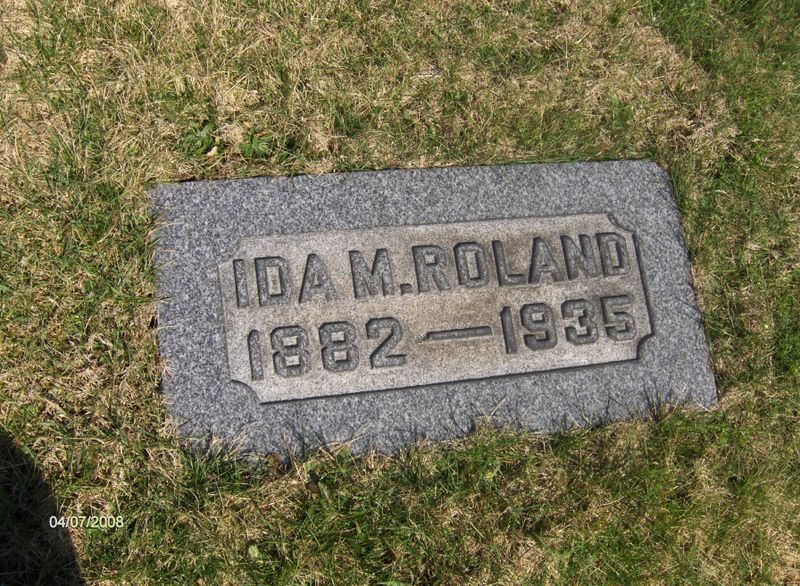 IDA M. ROLAND
1882 — 1935
04/07/2008